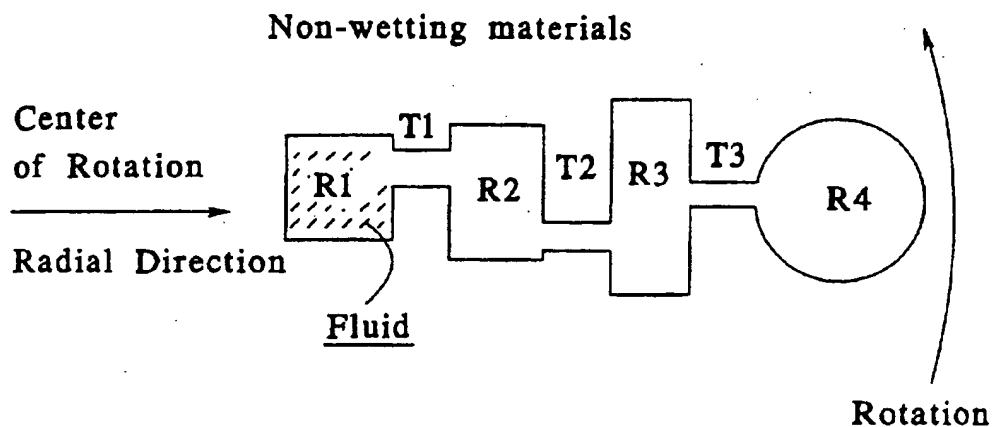 Non-wetting materials
Center
of Rotation
Radial Direction
T1
R1
R2
T2
R3
T3
R4
Fluid
Rotation